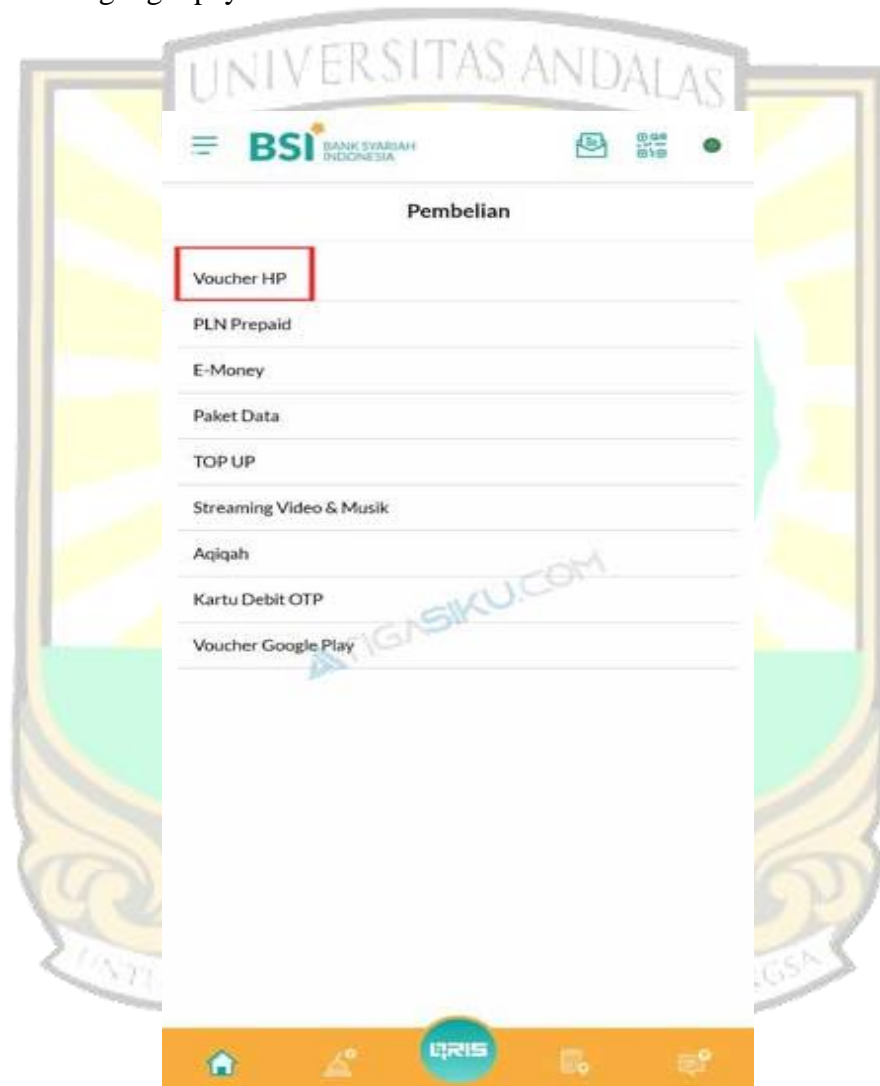 UNIVERSITAS ANDALAS
BSI BANK SYARIAH
INDONESIA
Pembelian
Voucher HP
PLN Prepaid
E-Money
Paket Data
TOP UP
Streaming Video & Musik
Aqiqah
Kartu Debit OTP
Voucher Google Play
TIGASIKU.COM
QRIS